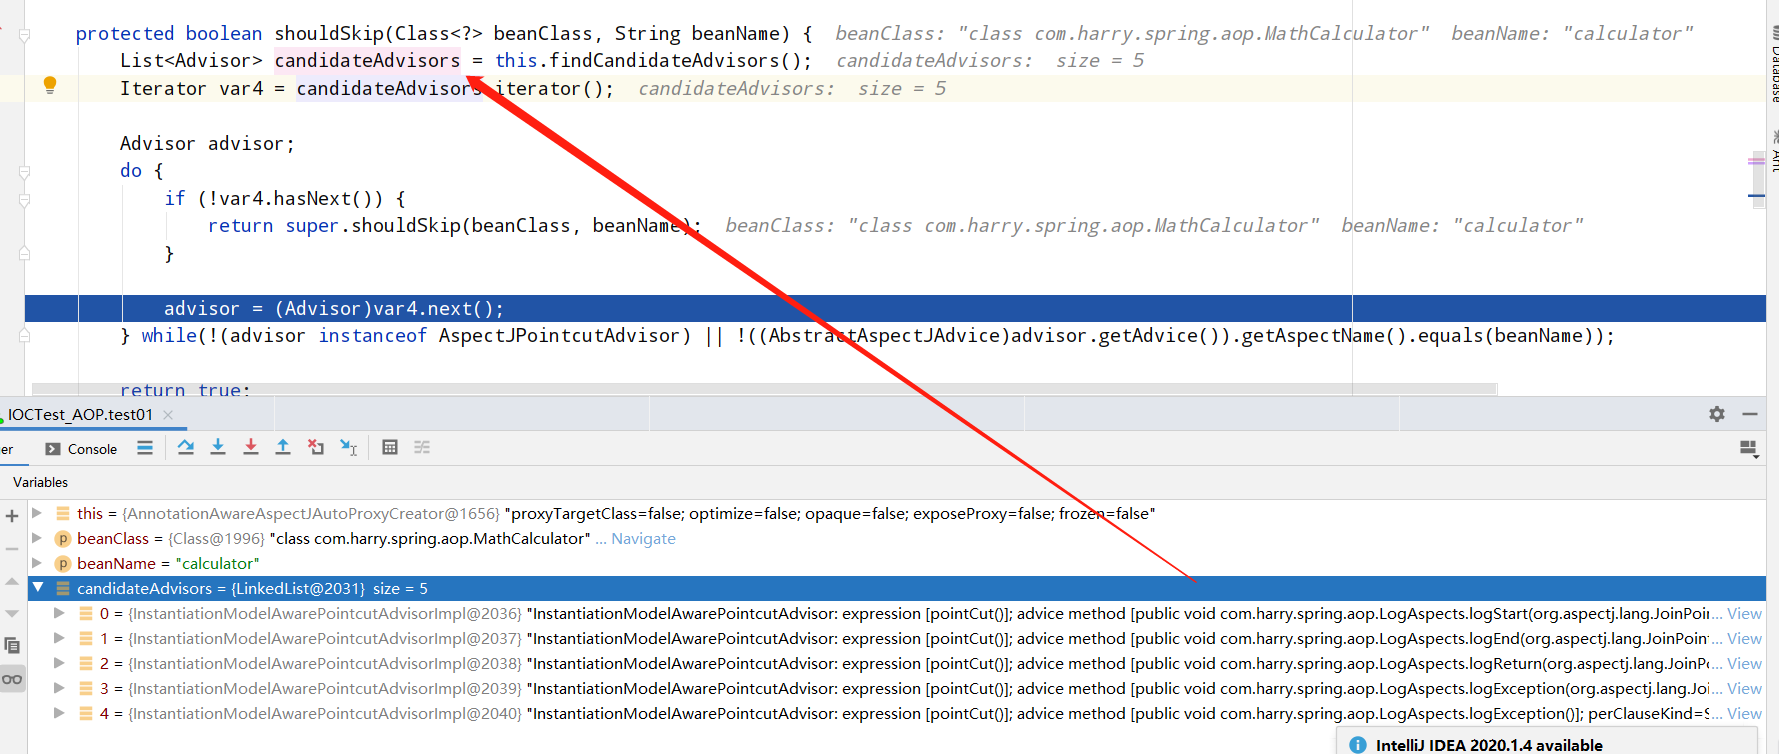 protected boolean shouldSkip(Class<?> beanClass, String beanName) {  beanClass: "class com.harry.spring.aop.MathCalculator"  beanName: "calculator"
List<Advisor> candidateAdvisors = this.findCandidateAdvisors();  candidateAdvisors:  size = 5
Iterator var4 = candidateAdvisors.iterator();  candidateAdvisors:  size = 5
Advisor advisor;
do {
if (!var4.hasNext()) {
return super.shouldSkip(beanClass, beanName);  beanClass: "class com.harry.spring.aop.MathCalculator"  beanName: "calculator"
}
advisor = (Advisor)var4.next();
} while(!(advisor instanceof AspectJPointcutAdvisor) || !((AbstractAspectJAdvice)advisor.getAdvice()).getAspectName().equals(beanName));
return true;
Database
Ant
IOCTest_AOP.test01
er
Console
Variables
this = {AnnotationAwareAspectJAutoProxyCreator@1656} "proxyTargetClass=false; optimize=false; opaque=false; exposeProxy=false; frozen=false"
p beanClass = {Class@1996} "class com.harry.spring.aop.MathCalculator" ... Navigate
p beanName = "calculator"
candidateAdvisors = {LinkedList@2031}  size = 5
0 = {InstantiationModelAwarePointcutAdvisorImpl@2036} "InstantiationModelAwarePointcutAdvisor: expression [pointCut()]; advice method [public void com.harry.spring.aop.LogAspects.logStart(org.aspectj.lang.JoinPoi... View
1 = {InstantiationModelAwarePointcutAdvisorImpl@2037} "InstantiationModelAwarePointcutAdvisor: expression [pointCut()]; advice method [public void com.harry.spring.aop.LogAspects.logEnd(org.aspectj.lang.JoinPoint... View
2 = {InstantiationModelAwarePointcutAdvisorImpl@2038} "InstantiationModelAwarePointcutAdvisor: expression [pointCut()]; advice method [public void com.harry.spring.aop.LogAspects.logReturn(org.aspectj.lang.JoinP... View
3 = {InstantiationModelAwarePointcutAdvisorImpl@2039} "InstantiationModelAwarePointcutAdvisor: expression [pointCut()]; advice method [public void com.harry.spring.aop.LogAspects.logException(org.aspectj.lang.Joi... View
4 = {InstantiationModelAwarePointcutAdvisorImpl@2040} "InstantiationModelAwarePointcutAdvisor: expression [pointCut()]; advice method [public void com.harry.spring.aop.LogAspects.logException()]; perClauseKind=S... View
IntelliJ IDEA 2020.1.4 available